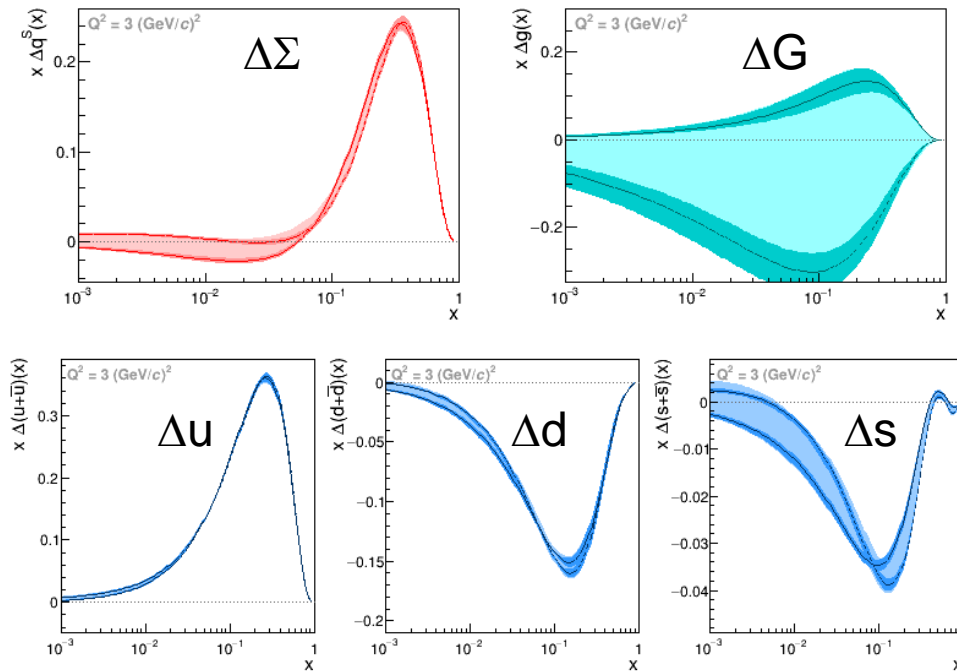 Q² = 3 (GeV/c)²
ΔΣ
x Δq^S(x)
0.2
0.1
0
10⁻³
10⁻²
10⁻¹
1
x
Q² = 3 (GeV/c)²
ΔG
x Δg(x)
0.2
0
−0.2
10⁻³
10⁻²
10⁻¹
1
x
Q² = 3 (GeV/c)²
Δu
x Δ(u+u̅)(x)
0.3
0.2
0.1
0
10⁻³
10⁻²
10⁻¹
1
x
Q² = 3 (GeV/c)²
Δd
x Δ(d+d̅)(x)
0
−0.05
−0.1
−0.15
−0.2
10⁻³
10⁻²
10⁻¹
1
x
Q² = 3 (GeV/c)²
Δs
x Δ(s+s̅)(x)
0
−0.01
−0.02
−0.03
−0.04
10⁻³
10⁻²
10⁻¹
x